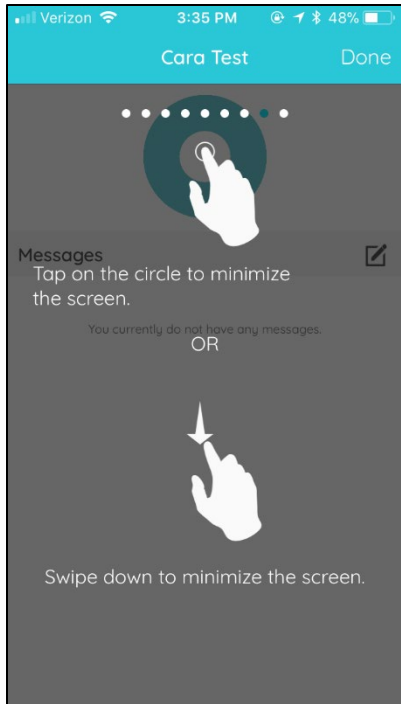 Verizon 3:35 PM 48%
Cara Test Done
Messages
Tap on the circle to minimize
the screen.
You currently do not have any messages.
OR
Swipe down to minimize the screen.